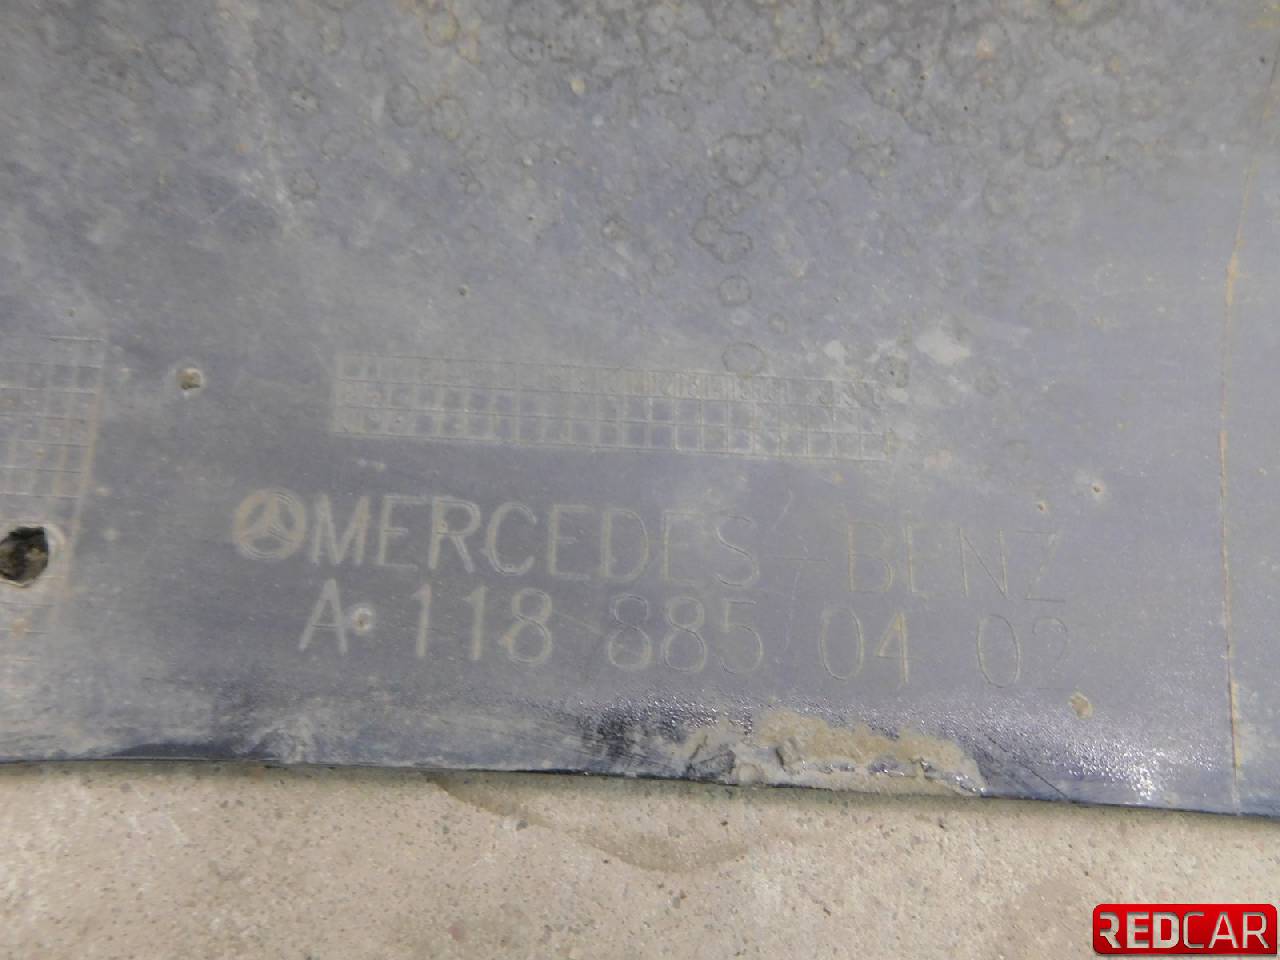 MERCEDES-BENZ
A 118 885 04 02
REDCAR